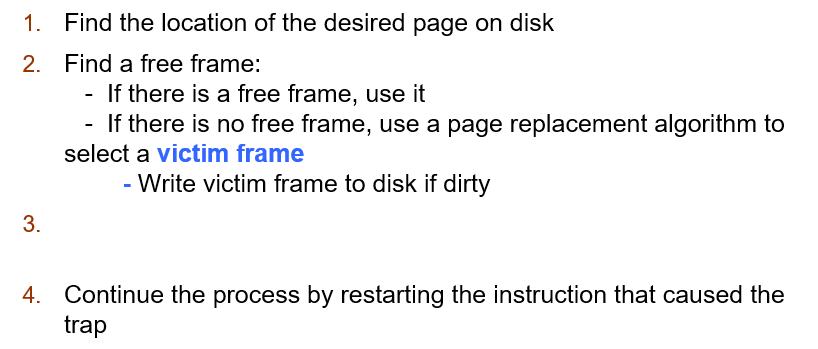 1. Find the location of the desired page on disk
2. Find a free frame:
- If there is a free frame, use it
- If there is no free frame, use a page replacement algorithm to
select a victim frame
- Write victim frame to disk if dirty
3.
4. Continue the process by restarting the instruction that caused the
trap